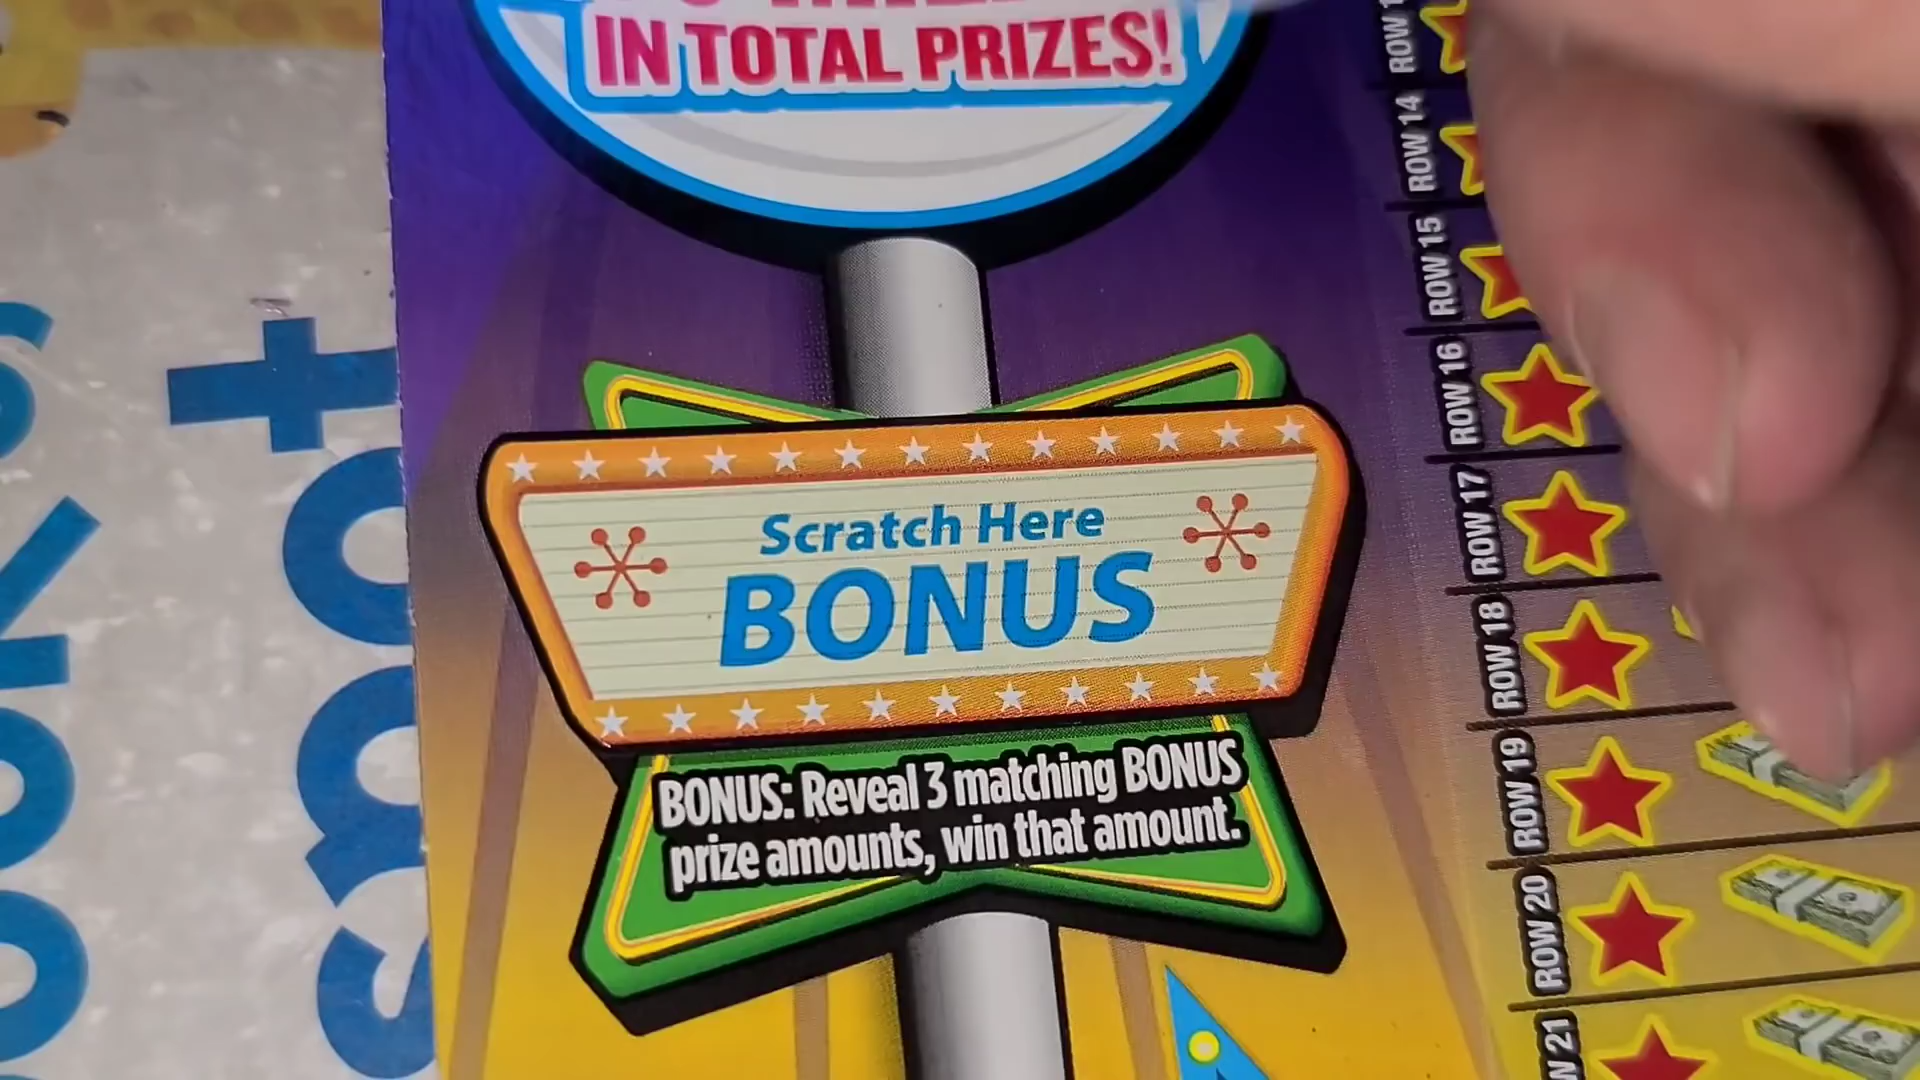 IN TOTAL PRIZES!
Scratch Here
BONUS
BONUS: Reveal 3 matching BONUS
prize amounts, win that amount.
ROW 14
ROW 15
ROW 16
ROW 17
ROW 18
ROW 19
ROW 20
21